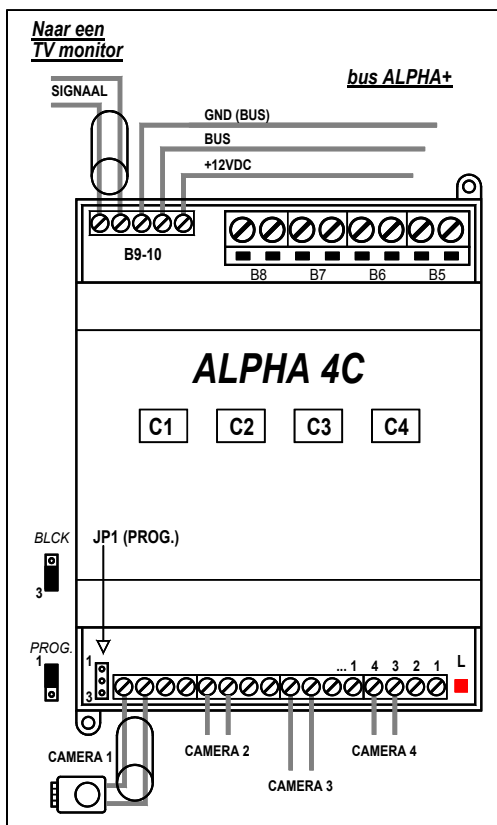 Naar een
TV monitor
SIGNAAL
bus ALPHA+
GND (BUS)
BUS
+12VDC
B9-10
B8 B7 B6 B5
ALPHA 4C
C1 C2 C3 C4
BLCK
3
JP1 (PROG.)
PROG.
1
1
3
... 1 4 3 2 1 L
CAMERA 1
CAMERA 2
CAMERA 3
CAMERA 4